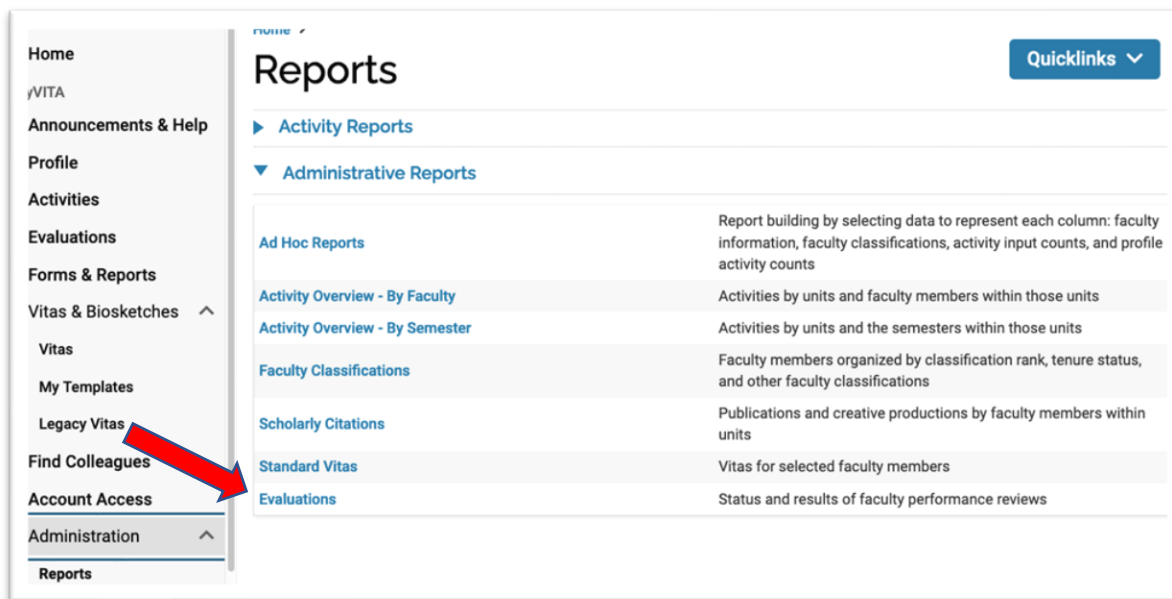 Home
yVITA
Announcements & Help
Profile
Activities
Evaluations
Forms & Reports
Vitas & Biosketches
Vitas
My Templates
Legacy Vitas
Find Colleagues
Account Access
Administration
Reports
Home
Reports
Quicklinks
Activity Reports
Administrative Reports
Ad Hoc Reports
Report building by selecting data to represent each column: faculty
information, faculty classifications, activity input counts, and profile
activity counts
Activity Overview - By Faculty
Activities by units and faculty members within those units
Activity Overview - By Semester
Activities by units and the semesters within those units
Faculty Classifications
Faculty members organized by classification rank, tenure status,
and other faculty classifications
Scholarly Citations
Publications and creative productions by faculty members within
units
Standard Vitas
Vitas for selected faculty members
Evaluations
Status and results of faculty performance reviews